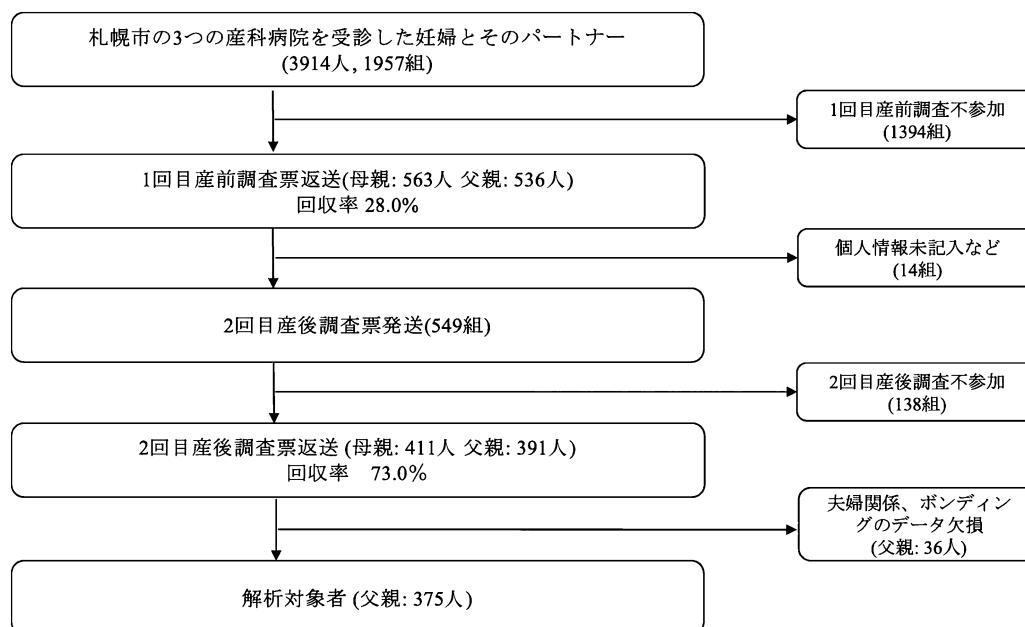 札幌市の3つの産科病院を受診した妊婦とそのパートナー
(3914人, 1957組)
1回目産前調査不参加
(1394組)
1回目産前調査票返送(母親: 563人 父親: 536人)
回収率 28.0%
個人情報未記入など
(14組)
2回目産後調査票発送(549組)
2回目産後調査不参加
(138組)
2回目産後調査票返送 (母親: 411人 父親: 391人)
回収率　73.0%
夫婦関係、ボンディン
グのデータ欠損
(父親: 36人)
解析対象者 (父親: 375人)